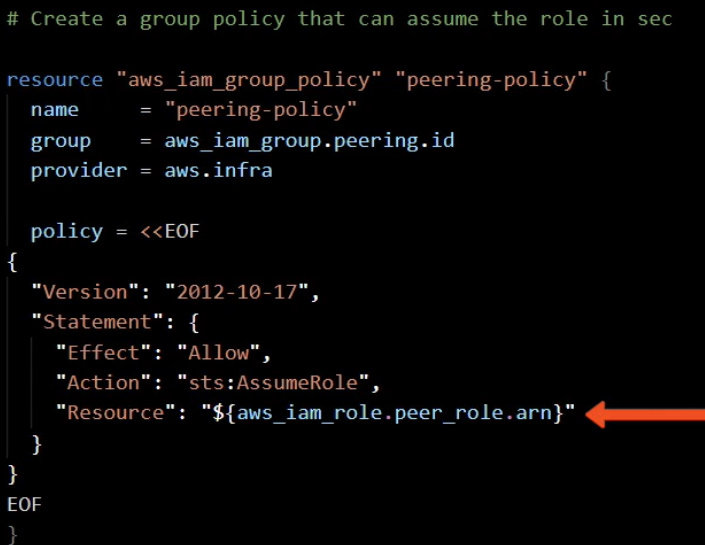 # Create a group policy that can assume the role in sec
resource "aws_iam_group_policy" "peering-policy" {
name = "peering-policy"
group = aws_iam_group.peering.id
provider = aws.infra
policy = <<EOF
{
"Version": "2012-10-17",
"Statement": {
"Effect": "Allow",
"Action": "sts:AssumeRole",
"Resource": "${aws_iam_role.peer_role.arn}"
}
}
EOF
}